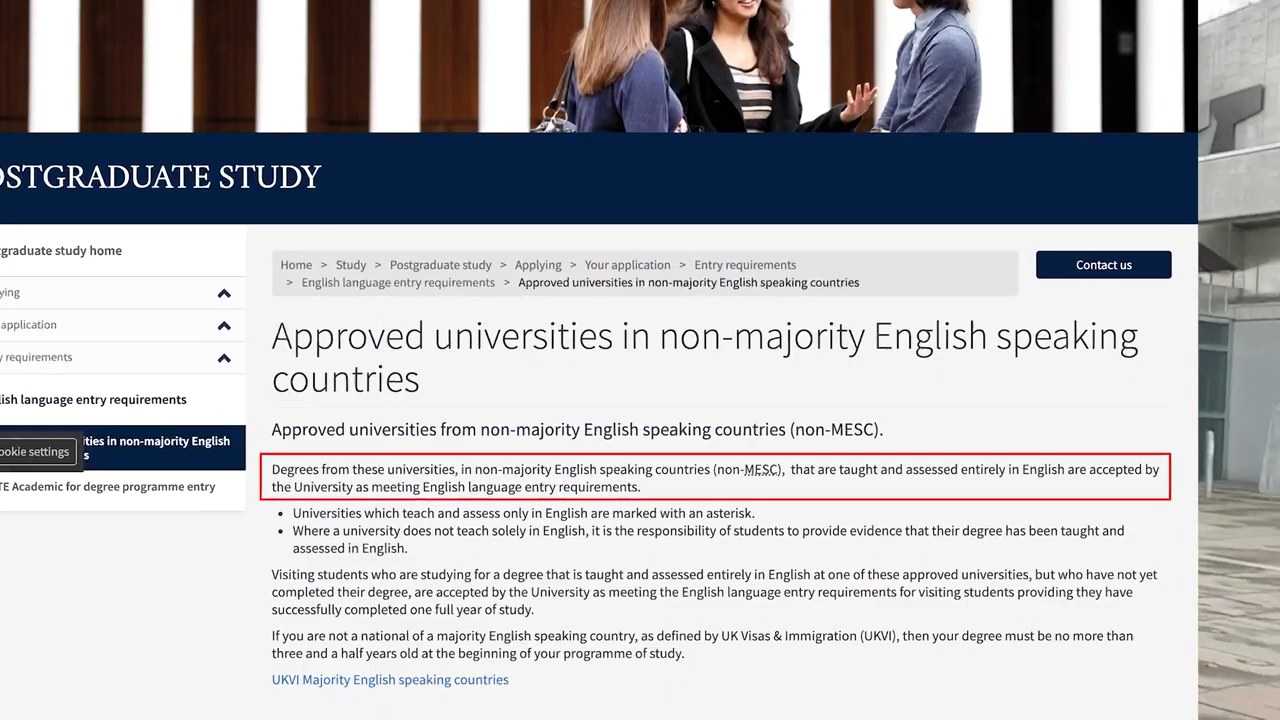 OSTGRADUATE STUDY
tgraduate study home
ying
application
y requirements
lish language entry requirements
ities in non-majority English
s
ookie settings
TE Academic for degree programme entry
Home > Study > Postgraduate study > Applying > Your application > Entry requirements
> English language entry requirements > Approved universities in non-majority English speaking countries
Contact us
Approved universities in non-majority English speaking
countries
Approved universities from non-majority English speaking countries (non-MESC).
Degrees from these universities, in non-majority English speaking countries (non-MESC), that are taught and assessed entirely in English are accepted by
the University as meeting English language entry requirements.
• Universities which teach and assess only in English are marked with an asterisk.
• Where a university does not teach solely in English, it is the responsibility of students to provide evidence that their degree has been taught and
assessed in English.
Visiting students who are studying for a degree that is taught and assessed entirely in English at one of these approved universities, but who have not yet
completed their degree, are accepted by the University as meeting the English language entry requirements for visiting students providing they have
successfully completed one full year of study.
If you are not a national of a majority English speaking country, as defined by UK Visas & Immigration (UKVI), then your degree must be no more than
three and a half years old at the beginning of your programme of study.
UKVI Majority English speaking countries